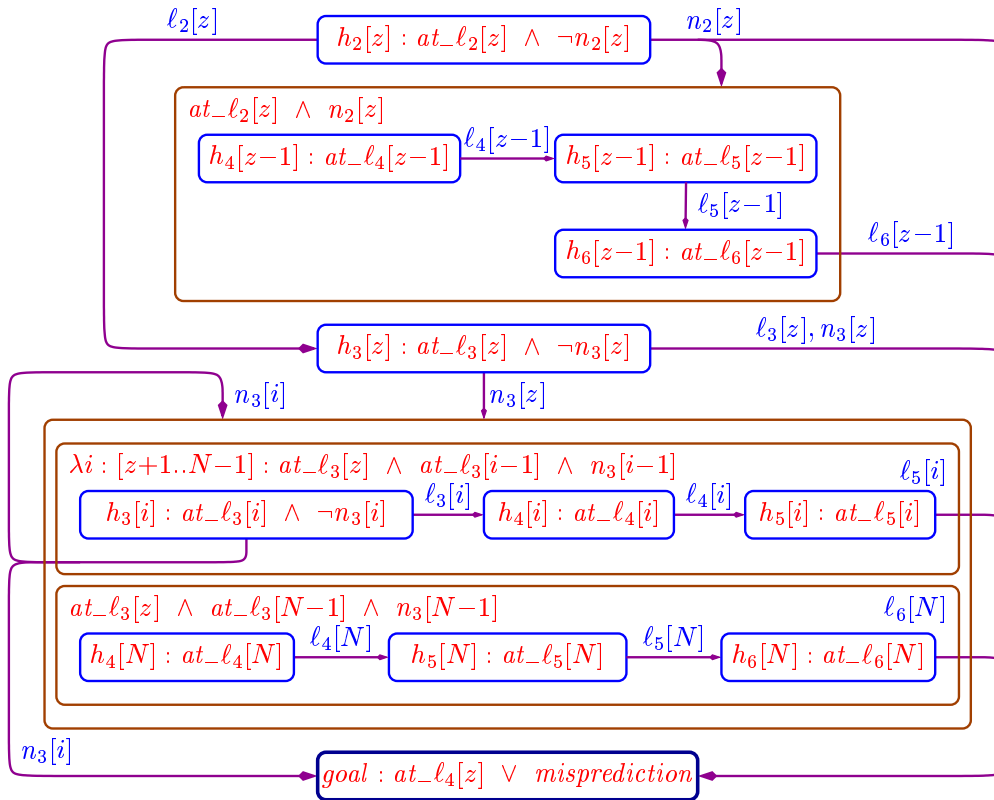 ℓ₂[z]
h₂[z] : at_ℓ₂[z] ∧ ¬n₂[z]
n₂[z]
at_ℓ₂[z] ∧ n₂[z]
h₄[z−1] : at_ℓ₄[z−1]
ℓ₄[z−1]
h₅[z−1] : at_ℓ₅[z−1]
ℓ₅[z−1]
h₆[z−1] : at_ℓ₆[z−1]
ℓ₆[z−1]
h₃[z] : at_ℓ₃[z] ∧ ¬n₃[z]
ℓ₃[z], n₃[z]
n₃[i]
n₃[z]
λi : [z+1..N−1] : at_ℓ₃[z] ∧ at_ℓ₃[i−1] ∧ n₃[i−1]
ℓ₅[i]
h₃[i] : at_ℓ₃[i] ∧ ¬n₃[i]
ℓ₃[i]
h₄[i] : at_ℓ₄[i]
ℓ₄[i]
h₅[i] : at_ℓ₅[i]
at_ℓ₃[z] ∧ at_ℓ₃[N−1] ∧ n₃[N−1]
ℓ₆[N]
h₄[N] : at_ℓ₄[N]
ℓ₄[N]
h₅[N] : at_ℓ₅[N]
ℓ₅[N]
h₆[N] : at_ℓ₆[N]
n₃[i]
goal : at_ℓ₄[z] ∨ misprediction